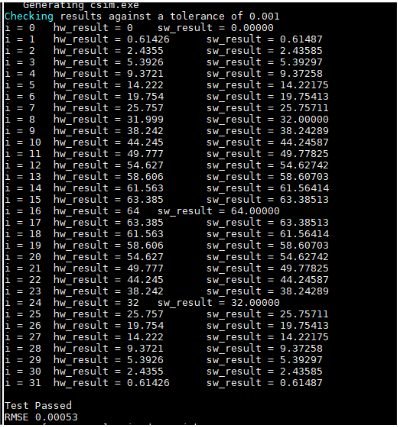 Generating csim.exe
Checking results against a tolerance of 0.001
i = 0 hw_result = 0 sw_result = 0.00000
i = 1 hw_result = 0.61426 sw_result = 0.61487
i = 2 hw_result = 2.4355 sw_result = 2.43585
i = 3 hw_result = 5.3926 sw_result = 5.39297
i = 4 hw_result = 9.3721 sw_result = 9.37258
i = 5 hw_result = 14.222 sw_result = 14.22175
i = 6 hw_result = 19.754 sw_result = 19.75413
i = 7 hw_result = 25.757 sw_result = 25.75711
i = 8 hw_result = 31.999 sw_result = 32.00000
i = 9 hw_result = 38.242 sw_result = 38.24289
i = 10 hw_result = 44.245 sw_result = 44.24587
i = 11 hw_result = 49.777 sw_result = 49.77825
i = 12 hw_result = 54.627 sw_result = 54.62742
i = 13 hw_result = 58.606 sw_result = 58.60703
i = 14 hw_result = 61.563 sw_result = 61.56414
i = 15 hw_result = 63.385 sw_result = 63.38513
i = 16 hw_result = 64 sw_result = 64.00000
i = 17 hw_result = 63.385 sw_result = 63.38513
i = 18 hw_result = 61.563 sw_result = 61.56414
i = 19 hw_result = 58.606 sw_result = 58.60703
i = 20 hw_result = 54.627 sw_result = 54.62742
i = 21 hw_result = 49.777 sw_result = 49.77825
i = 22 hw_result = 44.245 sw_result = 44.24587
i = 23 hw_result = 38.242 sw_result = 38.24289
i = 24 hw_result = 32 sw_result = 32.00000
i = 25 hw_result = 25.757 sw_result = 25.75711
i = 26 hw_result = 19.754 sw_result = 19.75413
i = 27 hw_result = 14.222 sw_result = 14.22175
i = 28 hw_result = 9.3721 sw_result = 9.37258
i = 29 hw_result = 5.3926 sw_result = 5.39297
i = 30 hw_result = 2.4355 sw_result = 2.43585
i = 31 hw_result = 0.61426 sw_result = 0.61487
Test Passed
RMSE 0.00053